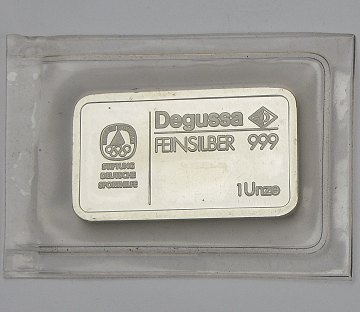 Degussa
FEINSILBER 999
STIFTUNG
DEUTSCHE
SPORTHILFE
1 Unze